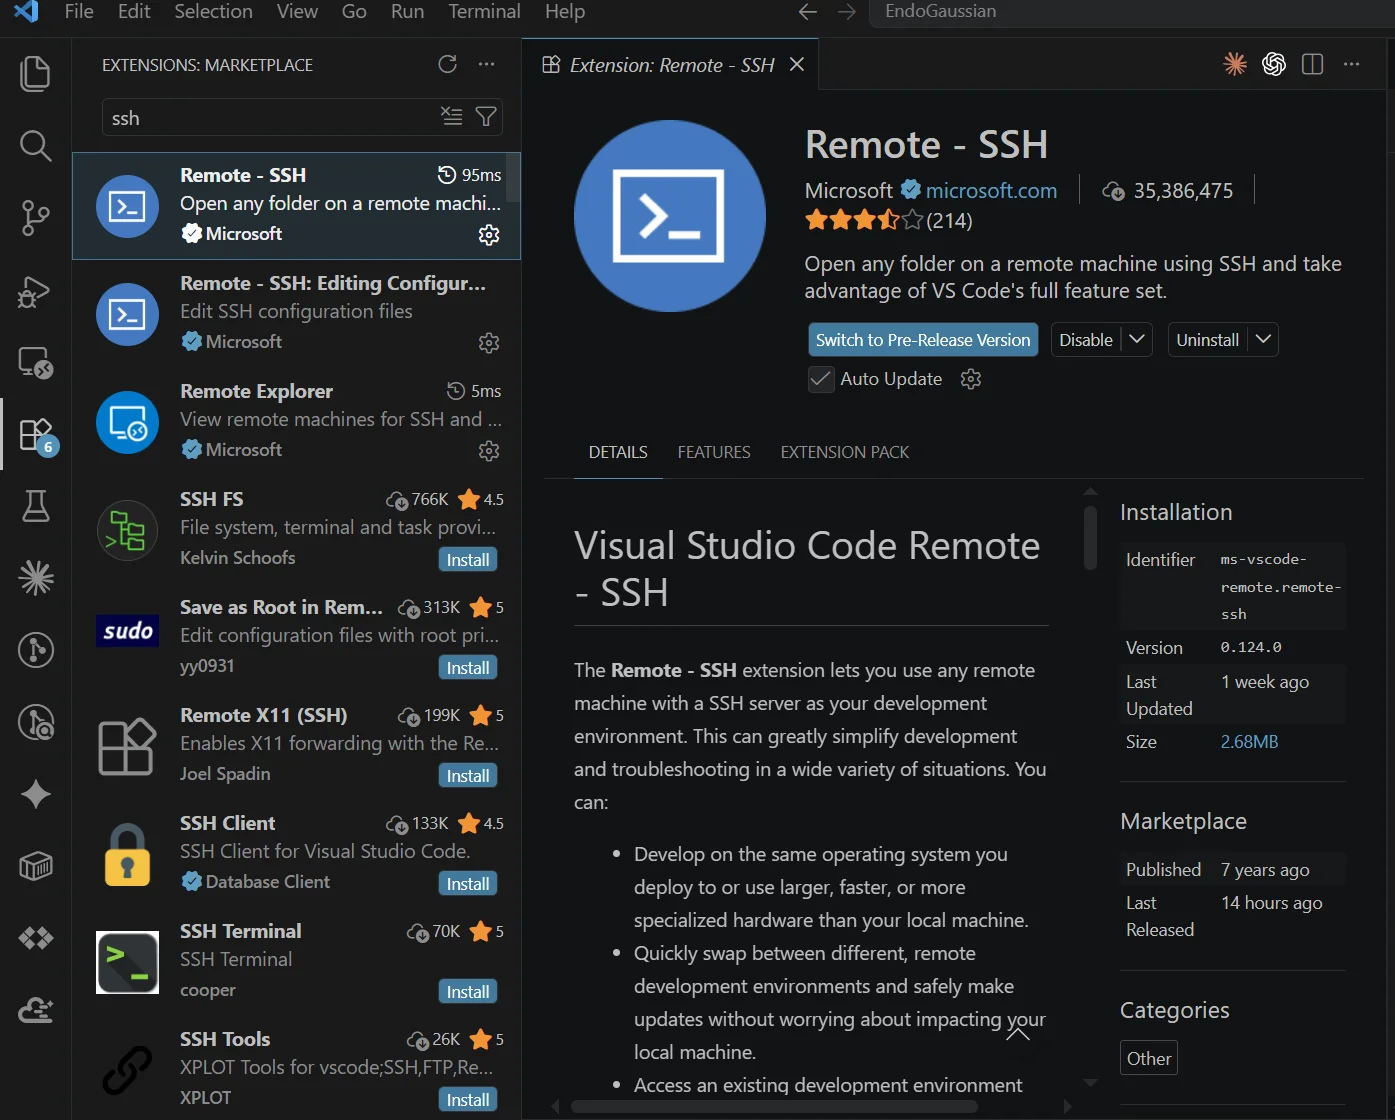 File Edit Selection View Go Run Terminal Help
EndoGaussian
EXTENSIONS: MARKETPLACE
ssh
Remote - SSH 95ms
Open any folder on a remote machi...
Microsoft
Remote - SSH: Editing Configur...
Edit SSH configuration files
Microsoft
Remote Explorer 5ms
View remote machines for SSH and ...
Microsoft
6
SSH FS 766K 4.5
File system, terminal and task provi...
Kelvin Schoofs Install
sudo
Save as Root in Rem... 313K 5
Edit configuration files with root pri...
yy0931 Install
Remote X11 (SSH) 199K 5
Enables X11 forwarding with the Re...
Joel Spadin Install
SSH Client 133K 4.5
SSH Client for Visual Studio Code.
Database Client Install
SSH Terminal 70K 5
SSH Terminal
cooper Install
SSH Tools 26K 5
XPLOT Tools for vscode;SSH,FTP,Re...
XPLOT Install
Extension: Remote - SSH
Remote - SSH
Microsoft microsoft.com 35,386,475
(214)
Open any folder on a remote machine using SSH and take
advantage of VS Code's full feature set.
Switch to Pre-Release Version Disable Uninstall
Auto Update
DETAILS FEATURES EXTENSION PACK
Visual Studio Code Remote
- SSH
The Remote - SSH extension lets you use any remote
machine with a SSH server as your development
environment. This can greatly simplify development
and troubleshooting in a wide variety of situations. You
can:
• Develop on the same operating system you
deploy to or use larger, faster, or more
specialized hardware than your local machine.
• Quickly swap between different, remote
development environments and safely make
updates without worrying about impacting your
local machine.
• Access an existing development environment
Installation
Identifier ms-vscode-
remote.remote-
ssh
Version 0.124.0
Last 1 week ago
Updated
Size 2.68MB
Marketplace
Published 7 years ago
Last 14 hours ago
Released
Categories
Other